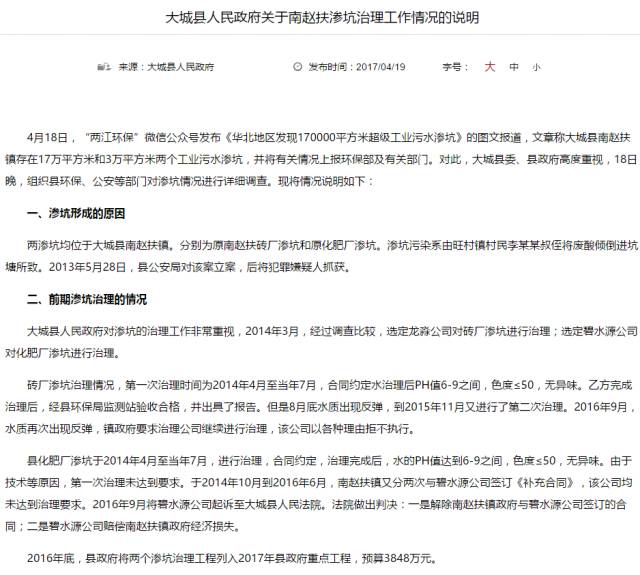 大城县人民政府关于南赵扶渗坑治理工作情况的说明
来源：大城县人民政府 发布时间：2017/04/19 字号： 大 中 小
4月18日，“两江环保”微信公众号发布《华北地区发现170000平方米超级工业污水渗坑》的图文报道，文章称大城县南赵扶
镇存在17万平方米和3万平方米两个工业污水渗坑，并将有关情况上报环保部及有关部门。对此，大城县委、县政府高度重视，18日
晚，组织县环保、公安等部门对渗坑情况进行详细调查。现将情况说明如下：
一、渗坑形成的原因
两渗坑均位于大城县南赵扶镇。分别为原南赵扶砖厂渗坑和原化肥厂渗坑。渗坑污染系由旺村镇村民李某某叔侄将废酸倾倒进坑
塘所致。2013年5月28日，县公安局对该案立案，后将犯罪嫌疑人抓获。
二、前期渗坑治理的情况
大城县人民政府对渗坑的治理工作非常重视，2014年3月，经过调查比较，选定龙淼公司对砖厂渗坑进行治理；选定碧水源公司
对化肥厂渗坑进行治理。
砖厂渗坑治理情况，第一次治理时间为2014年4月至当年7月，合同约定水治理后PH值6-9之间，色度≤50，无异味。乙方完成
治理后，经县环保局监测站验收合格，并出具了报告。但是8月底水质出现反弹，到2015年11月又进行了第二次治理。2016年9月，
水质再次出现反弹，镇政府要求治理公司继续进行治理，该公司以各种理由拒不执行。
县化肥厂渗坑于2014年4月至当年7月，进行治理，合同约定，治理完成后，水的PH值达到6-9之间，色度≤50，无异味。由于
技术等原因，第一次治理未达到要求。于2014年10月到2016年6月，南赵扶镇又分两次与碧水源公司签订《补充合同》，该公司均
未达到治理要求。2016年9月将碧水源公司起诉至大城县人民法院。法院做出判决：一是解除南赵扶镇政府与碧水源公司签订的合
同；二是碧水源公司赔偿南赵扶镇政府经济损失。
2016年底，县政府将两个渗坑治理工程列入2017年县政府重点工程，预算3848万元。